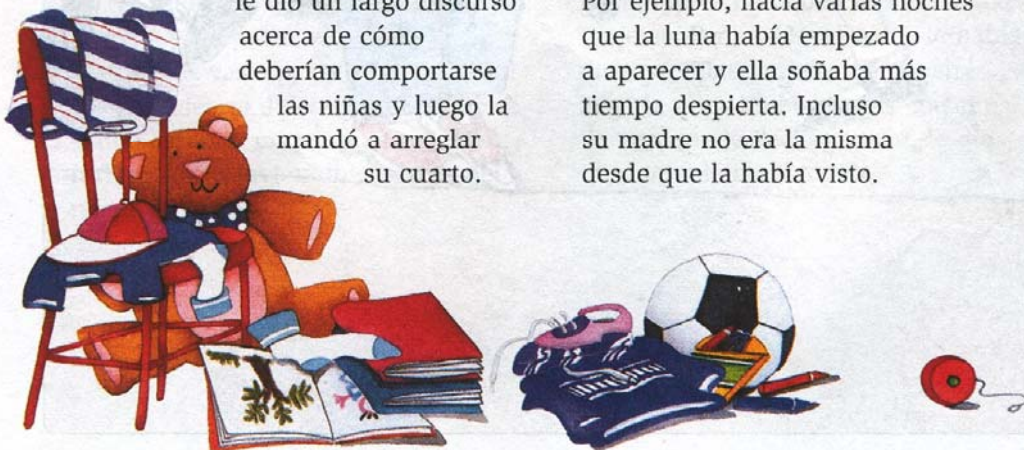 le dio un largo discurso
acerca de cómo
deberían comportarse
las niñas y luego la
mandó a arreglar
su cuarto.
Por ejemplo, hacía varias noches
que la luna había empezado
a aparecer y ella soñaba más
tiempo despierta. Incluso
su madre no era la misma
desde que la había visto.